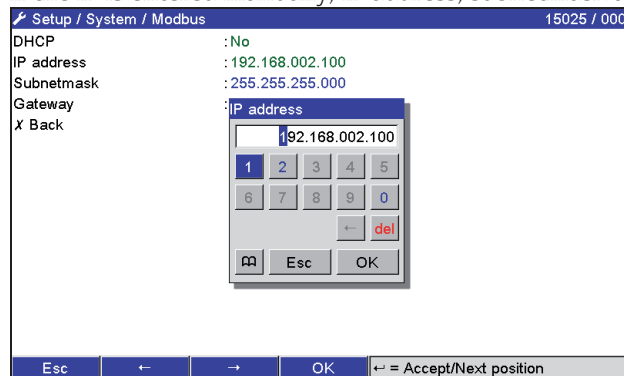 Setup / System / Modbus 15025 / 000
DHCP : No
IP address : 192.168.002.100
Subnetmask : 255.255.255.000
Gateway :
X Back
IP address
192.168.002.100
1 2 3 4 5
6 7 8 9 0
← del
Esc OK
Esc ← → OK ↵ = Accept/Next position